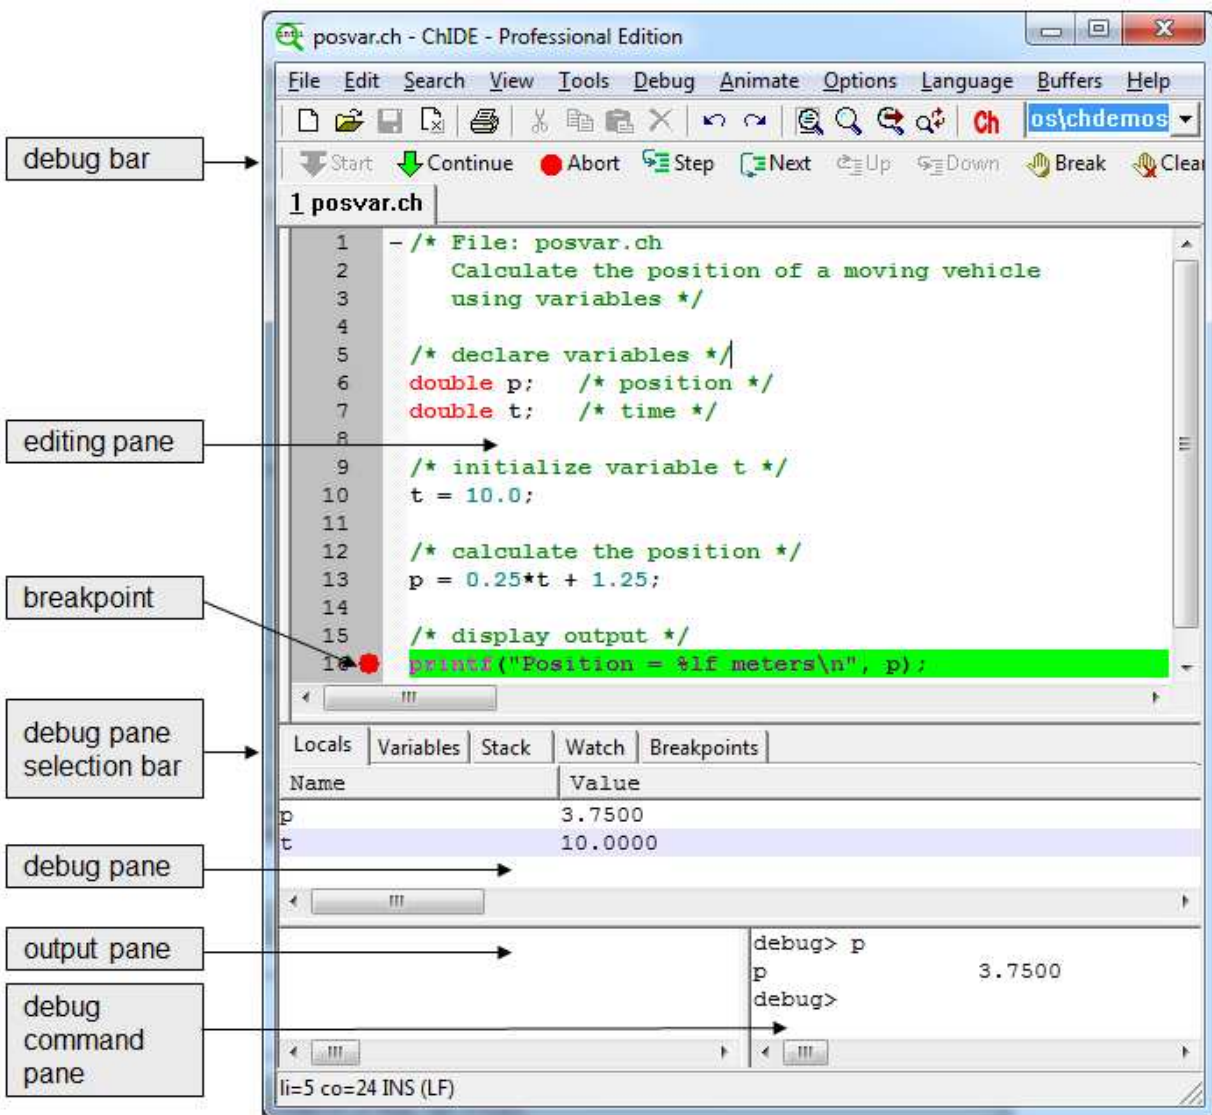 posvar.ch - ChIDE - Professional Edition
File Edit Search View Tools Debug Animate Options Language Buffers Help
Ch os\chdemos
debug bar
Start Continue Abort Step Next Up Down Break Clear
1 posvar.ch
1 /* File: posvar.ch
2 Calculate the position of a moving vehicle
3 using variables */
4
5 /* declare variables */
6 double p; /* position */
7 double t; /* time */
editing pane
8
9 /* initialize variable t */
10 t = 10.0;
11
12 /* calculate the position */
13 p = 0.25*t + 1.25;
breakpoint
14
15 /* display output */
16 printf("Position = %lf meters\n", p);
debug pane
selection bar
Locals Variables Stack Watch Breakpoints
Name Value
p 3.7500
t 10.0000
debug pane
output pane
debug> p
p 3.7500
debug>
debug
command
pane
li=5 co=24 INS (LF)